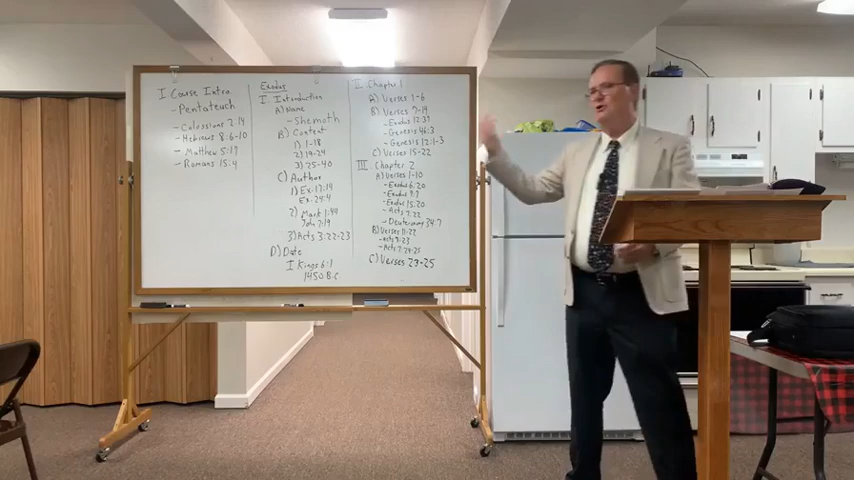 I Course Intro
- Pentateuch
- Colossians 2:14
- Hebrews 8:6-10
- Matthew 5:17
- Romans 15:4
Exodus
I. Introduction
A) Name
- Shemoth
B) Content
1) 1-18
2) 19-24
3) 25-40
C) Author
1) Ex. 17:14
Ex. 24:4
2) Mark 1:44
John 7:19
3) Acts 3:22-23
D) Date
I Kings 6:1
1450 B.C
II. Chapter 1
A) Verses 1-6
B) Verses 7-14
- Exodus 12:37
- Genesis 46:3
- Genesis 12:1-3
C) Verses 15-22
III. Chapter 2
A) Verses 1-10
- Exodus 6:20
- Exodus 7:7
- Exodus 15:20
- Acts 7:22
- Deuteronomy 34:7
B) Verses 11-22
- Acts 7:23
- Acts 7:24-25
C) Verses 23-25